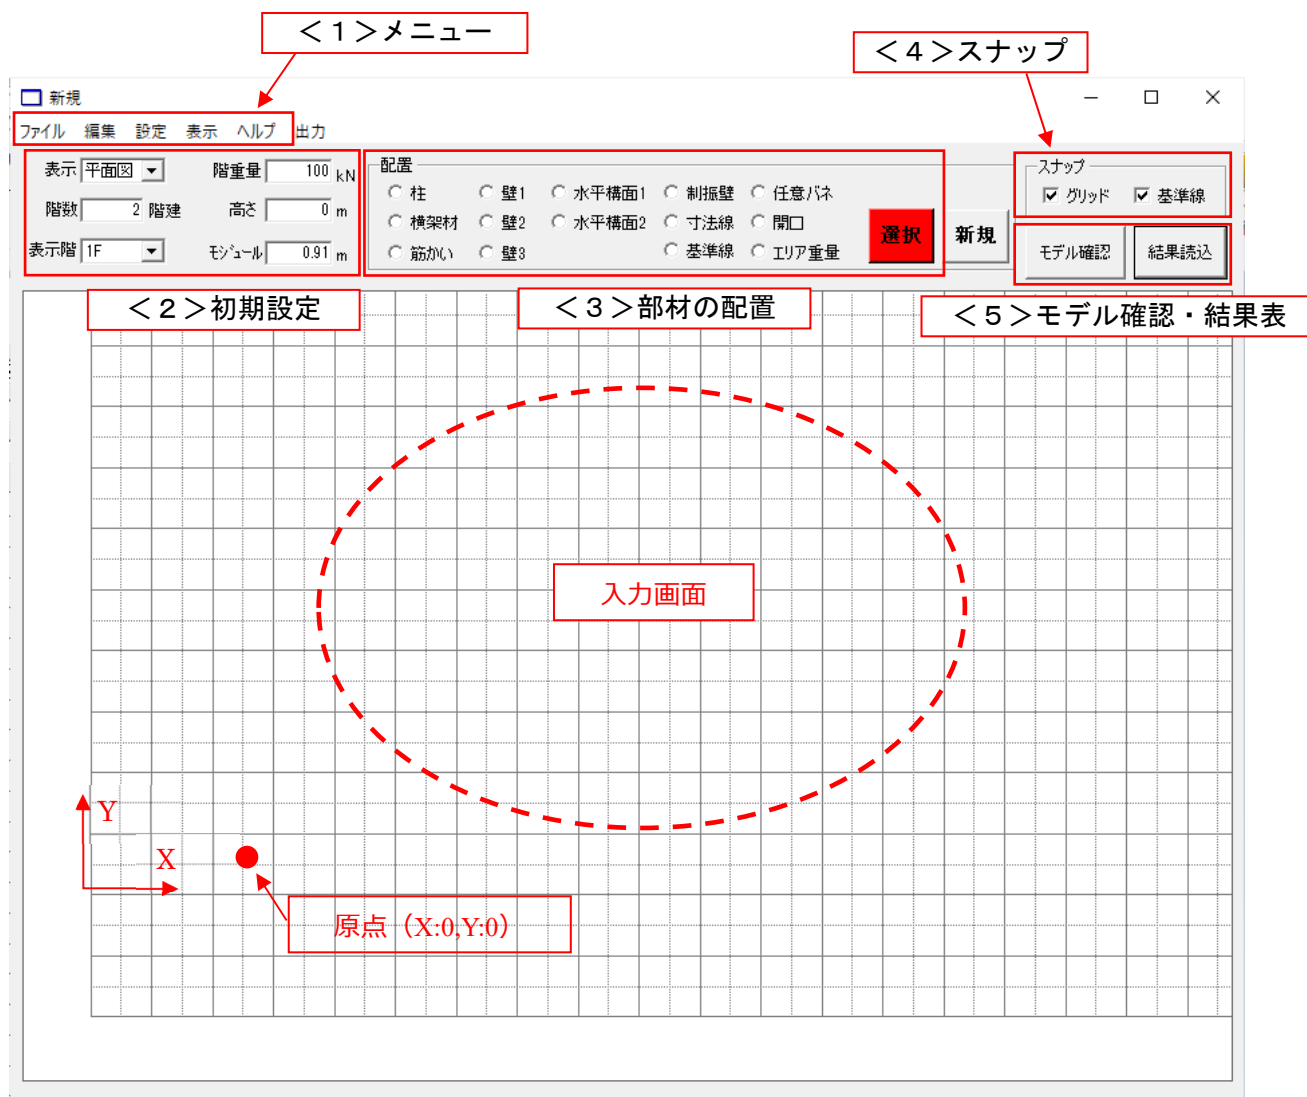 ＜１＞メニュー
＜４＞スナップ
新規
ファイル 編集 設定 表示 ヘルプ 出力
表示 平面図 階重量 100 kN
階数 2 階建 高さ 0 m
表示階 1F モジュール 0.91 m
配置
柱 壁1 水平構面1 制振壁 任意バネ
横架材 壁2 水平構面2 寸法線 開口
筋かい 壁3 基準線 エリア重量
選択 新規
スナップ
グリッド 基準線
モデル確認 結果読込
＜２＞初期設定
＜３＞部材の配置
＜５＞モデル確認・結果表
入力画面
Y
X
原点（X:0,Y:0）